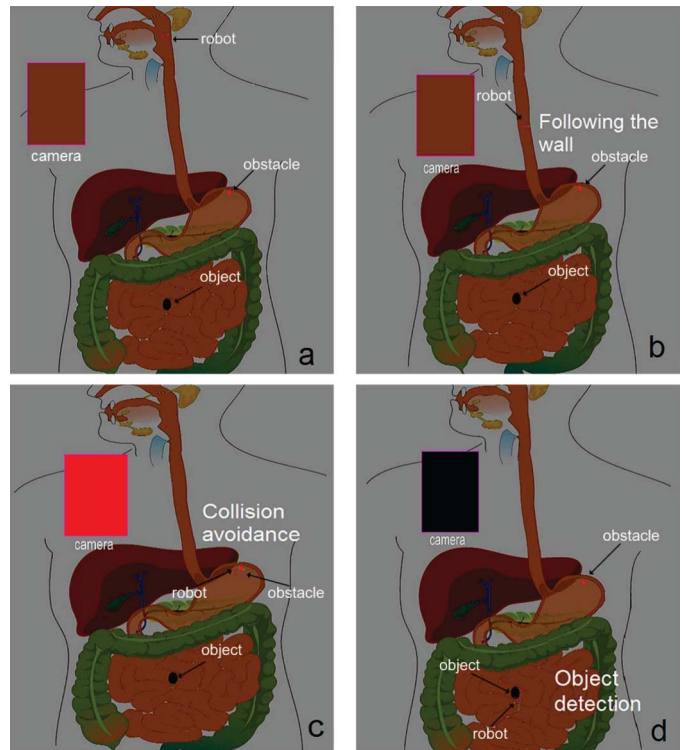 robot
camera
obstacle
object
a
robot
Following the
wall
camera
obstacle
object
b
Collision
avoidance
camera
robot
obstacle
object
c
camera
obstacle
object
Object
detection
robot
d